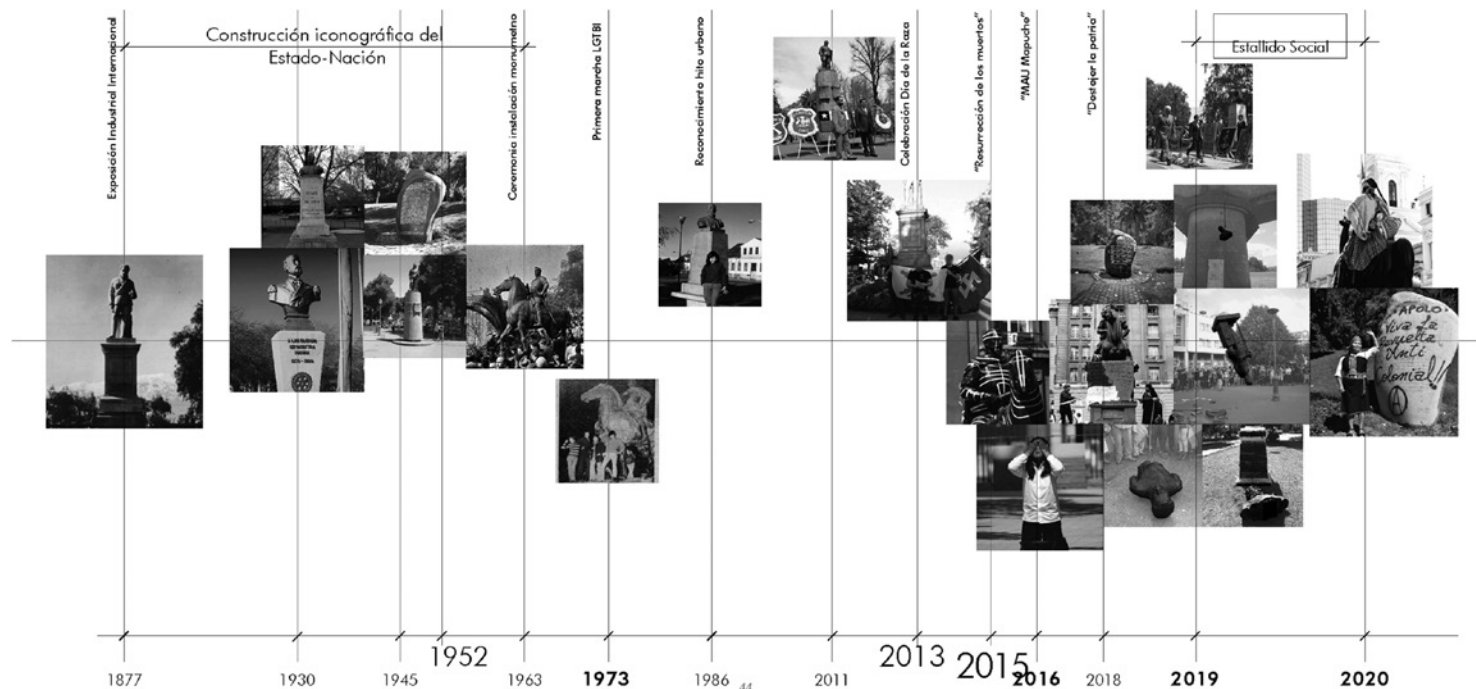 Construcción iconográfica del
Estado-Nación
Estallido Social
Exposición Industrial Internacional
Ceremonia instalación monumetno
Primera marcha LGTBI
Reconocimiento hito urbano
Celebración Día de la Raza
"Resurrección de los muertos"
"MAU Mapuche"
"Destejer la patria"
APOLO
Viva La
Revuelta
Anti
Colonial!!
1877
1930
1945
1952
1963
1973
1986
2011
2013
2015
2016
2018
2019
2020
44